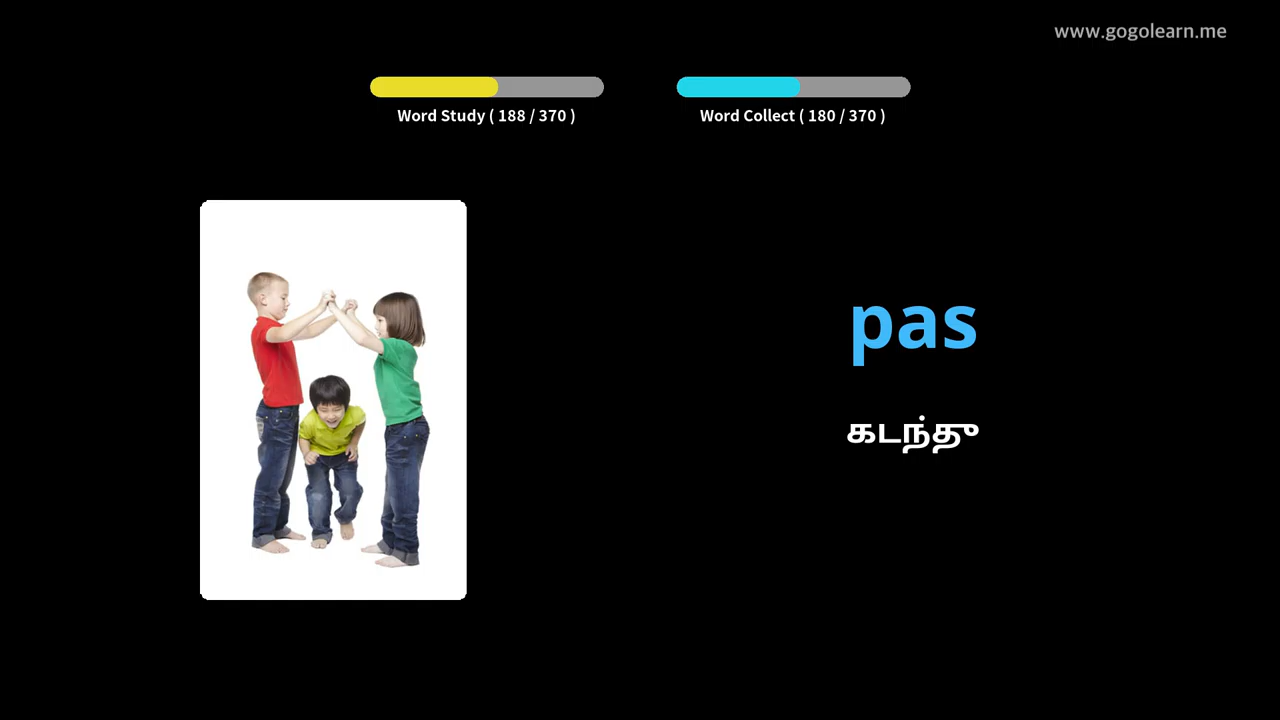 www.gogolearn.me
Word Study ( 188 / 370 )
Word Collect ( 180 / 370 )
pas
கடந்து